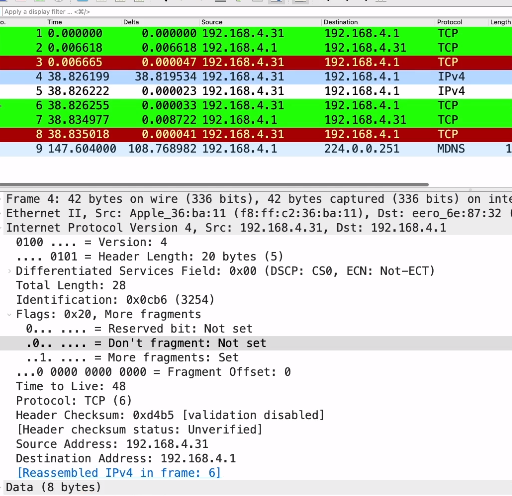 Apply a display filter ... <⌘/>
o. Time Delta Source Destination Protocol Length
1 0.000000 0.000000 192.168.4.31 192.168.4.1 TCP
2 0.006618 0.006618 192.168.4.1 192.168.4.31 TCP
3 0.006665 0.000047 192.168.4.31 192.168.4.1 TCP
4 38.826199 38.819534 192.168.4.31 192.168.4.1 IPv4
5 38.826222 0.000023 192.168.4.31 192.168.4.1 IPv4
6 38.826255 0.000033 192.168.4.31 192.168.4.1 TCP
7 38.834977 0.008722 192.168.4.1 192.168.4.31 TCP
8 38.835018 0.000041 192.168.4.31 192.168.4.1 TCP
9 147.604000 108.768982 192.168.4.1 224.0.0.251 MDNS 1
Frame 4: 42 bytes on wire (336 bits), 42 bytes captured (336 bits) on inte
Ethernet II, Src: Apple_36:ba:11 (f8:ff:c2:36:ba:11), Dst: eero_6e:87:32 (
Internet Protocol Version 4, Src: 192.168.4.31, Dst: 192.168.4.1
0100 .... = Version: 4
.... 0101 = Header Length: 20 bytes (5)
Differentiated Services Field: 0x00 (DSCP: CS0, ECN: Not-ECT)
Total Length: 28
Identification: 0x0cb6 (3254)
Flags: 0x20, More fragments
0... .... = Reserved bit: Not set
.0.. .... = Don't fragment: Not set
..1. .... = More fragments: Set
...0 0000 0000 0000 = Fragment Offset: 0
Time to Live: 48
Protocol: TCP (6)
Header Checksum: 0xd4b5 [validation disabled]
[Header checksum status: Unverified]
Source Address: 192.168.4.31
Destination Address: 192.168.4.1
[Reassembled IPv4 in frame: 6]
Data (8 bytes)